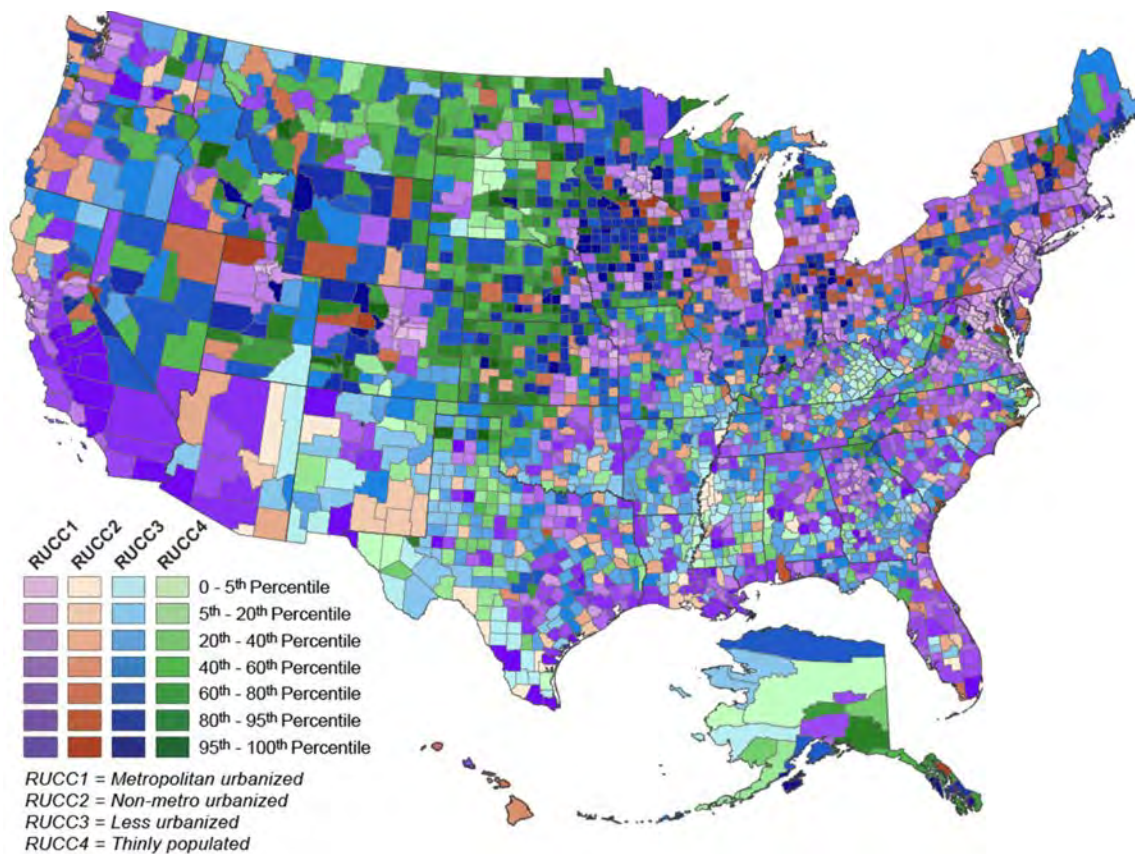 RUCC1 RUCC2 RUCC3 RUCC4
0 - 5th Percentile
5th - 20th Percentile
20th - 40th Percentile
40th - 60th Percentile
60th - 80th Percentile
80th - 95th Percentile
95th - 100th Percentile
RUCC1 = Metropolitan urbanized
RUCC2 = Non-metro urbanized
RUCC3 = Less urbanized
RUCC4 = Thinly populated